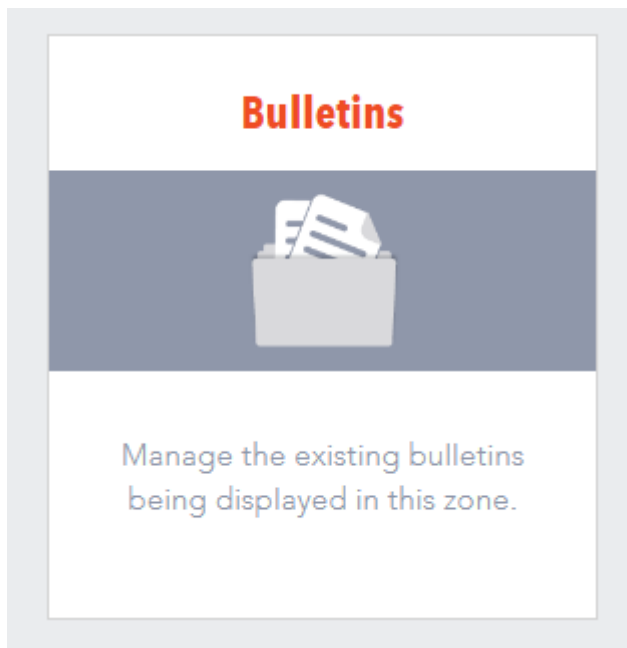 Bulletins
Manage the existing bulletins
being displayed in this zone.